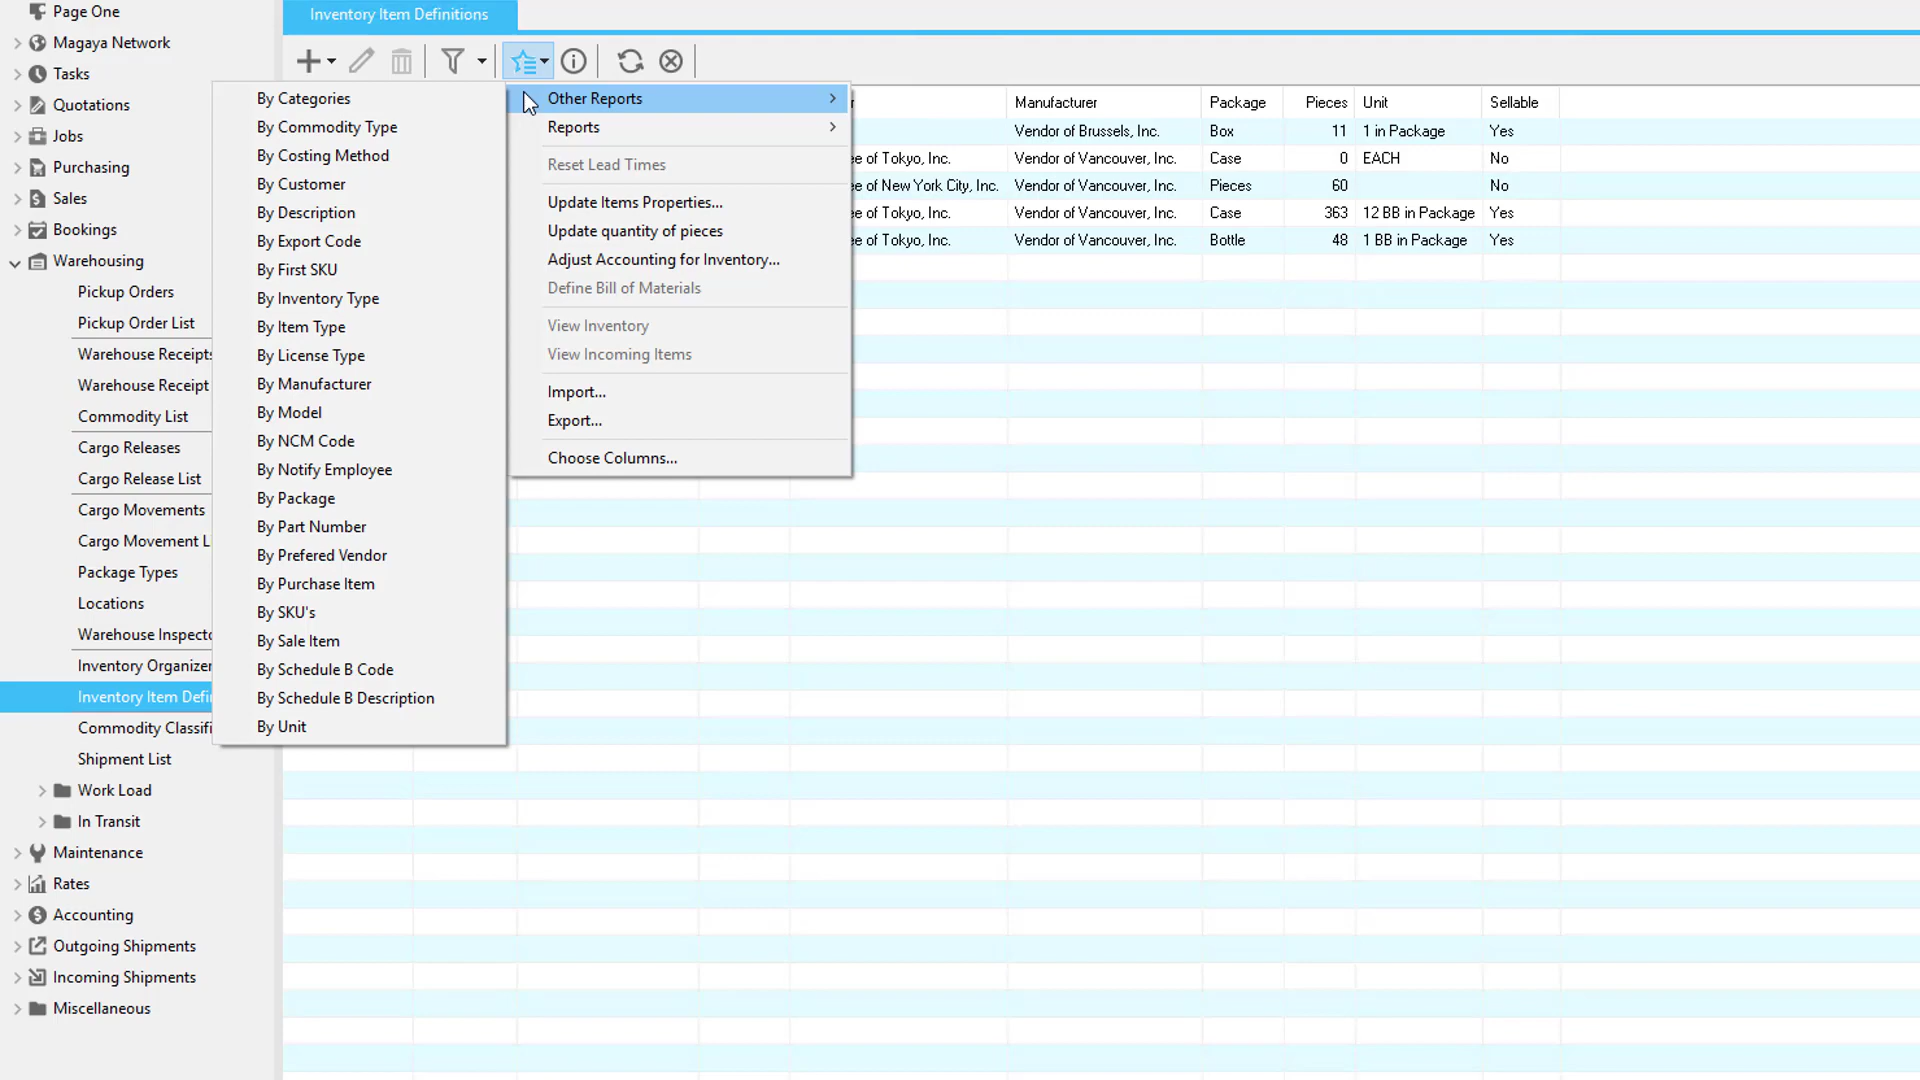 Page One
Magaya Network
Tasks
Quotations
Jobs
Purchasing
Sales
Bookings
Warehousing
Pickup Orders
Pickup Order List
Warehouse Receipts
Warehouse Receipt
Commodity List
Cargo Releases
Cargo Release List
Cargo Movements
Cargo Movement L
Package Types
Locations
Warehouse Inspecto
Inventory Organizer
Inventory Item Defi
Commodity Classifi
Shipment List
Work Load
In Transit
Maintenance
Rates
Accounting
Outgoing Shipments
Incoming Shipments
Miscellaneous
Inventory Item Definitions
By Categories
By Commodity Type
By Costing Method
By Customer
By Description
By Export Code
By First SKU
By Inventory Type
By Item Type
By License Type
By Manufacturer
By Model
By NCM Code
By Notify Employee
By Package
By Part Number
By Prefered Vendor
By Purchase Item
By SKU's
By Sale Item
By Schedule B Code
By Schedule B Description
By Unit
Other Reports
Reports
Reset Lead Times
Update Items Properties...
Update quantity of pieces
Adjust Accounting for Inventory...
Define Bill of Materials
View Inventory
View Incoming Items
Import...
Export...
Choose Columns...
Manufacturer Package Pieces Unit Sellable
Vendor of Brussels, Inc. Box 11 1 in Package Yes
ee of Tokyo, Inc. Vendor of Vancouver, Inc. Case 0 EACH No
ee of New York City, Inc. Vendor of Vancouver, Inc. Pieces 60 No
ee of Tokyo, Inc. Vendor of Vancouver, Inc. Case 363 12 BB in Package Yes
ee of Tokyo, Inc. Vendor of Vancouver, Inc. Bottle 48 1 BB in Package Yes